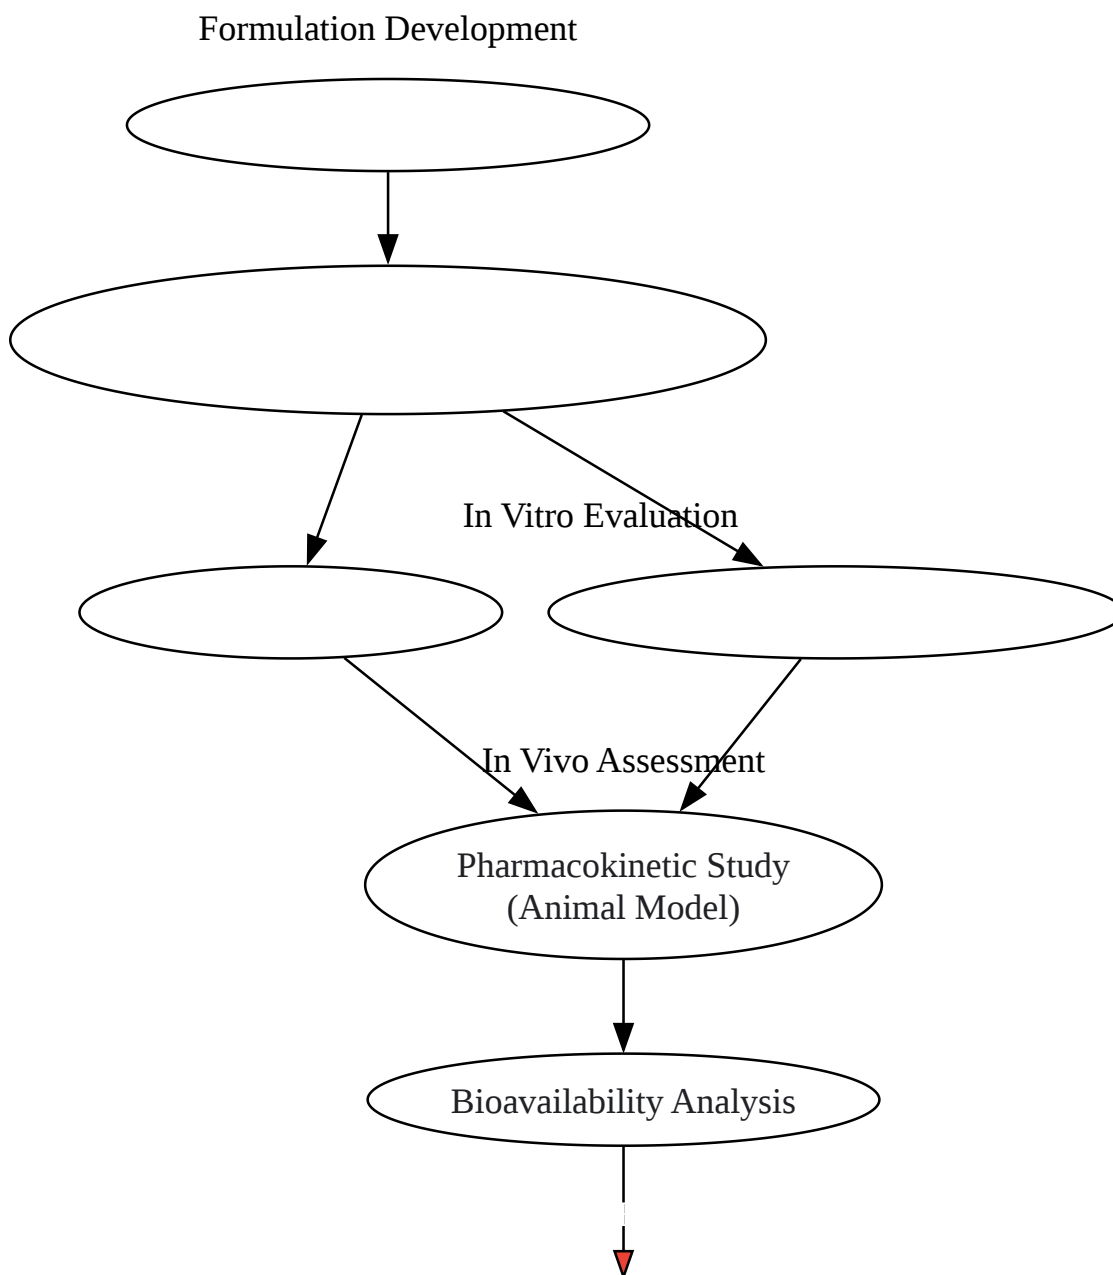 Formulation Development
In Vitro Evaluation
In Vivo Assessment
Pharmacokinetic Study
(Animal Model)
Bioavailability Analysis